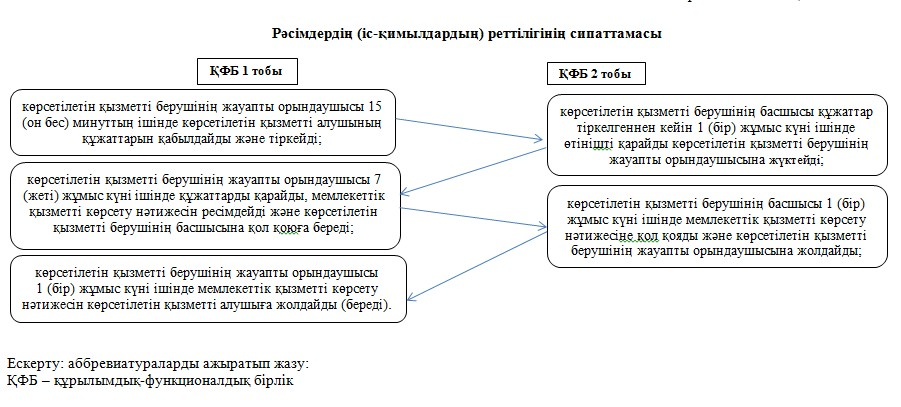 Рәсімдердің (іс-қимылдардың) реттілігінің сипаттамасы
ҚФБ 1 тобы
ҚФБ 2 тобы
көрсетілетін қызметті берушінің жауапты орындаушысы 15
(он бес) минуттың ішінде көрсетілетін қызметті алушының
құжаттарын қабылдайды және тіркейді;
көрсетілетін қызметті берушінің басшысы құжаттар
тіркелгеннен кейін 1 (бір) жұмыс күні ішінде
өтінішті қарайды көрсетілетін қызметті берушінің
жауапты орындаушысына жүктейді;
көрсетілетін қызметті берушінің жауапты орындаушысы 7
(жеті) жұмыс күні ішінде құжаттарды қарайды, мемлекеттік
қызметті көрсету нәтижесін ресімдейді және көрсетілетін
қызметті берушінің басшысына қол қоюға береді;
көрсетілетін қызметті берушінің басшысы 1 (бір)
жұмыс күні ішінде мемлекеттік қызметті көрсету
нәтижесіне қол қояды және көрсетілетін қызметті
берушінің жауапты орындаушысына жолдайды;
көрсетілетін қызметті берушінің жауапты орындаушысы
1 (бір) жұмыс күні ішінде мемлекеттік қызметті көрсету
нәтижесін көрсетілетін қызметті алушыға жолдайды (береді).
Ескерту: аббревиатураларды ажыратып жазу:
ҚФБ – құрылымдық-функционалдық бірлік